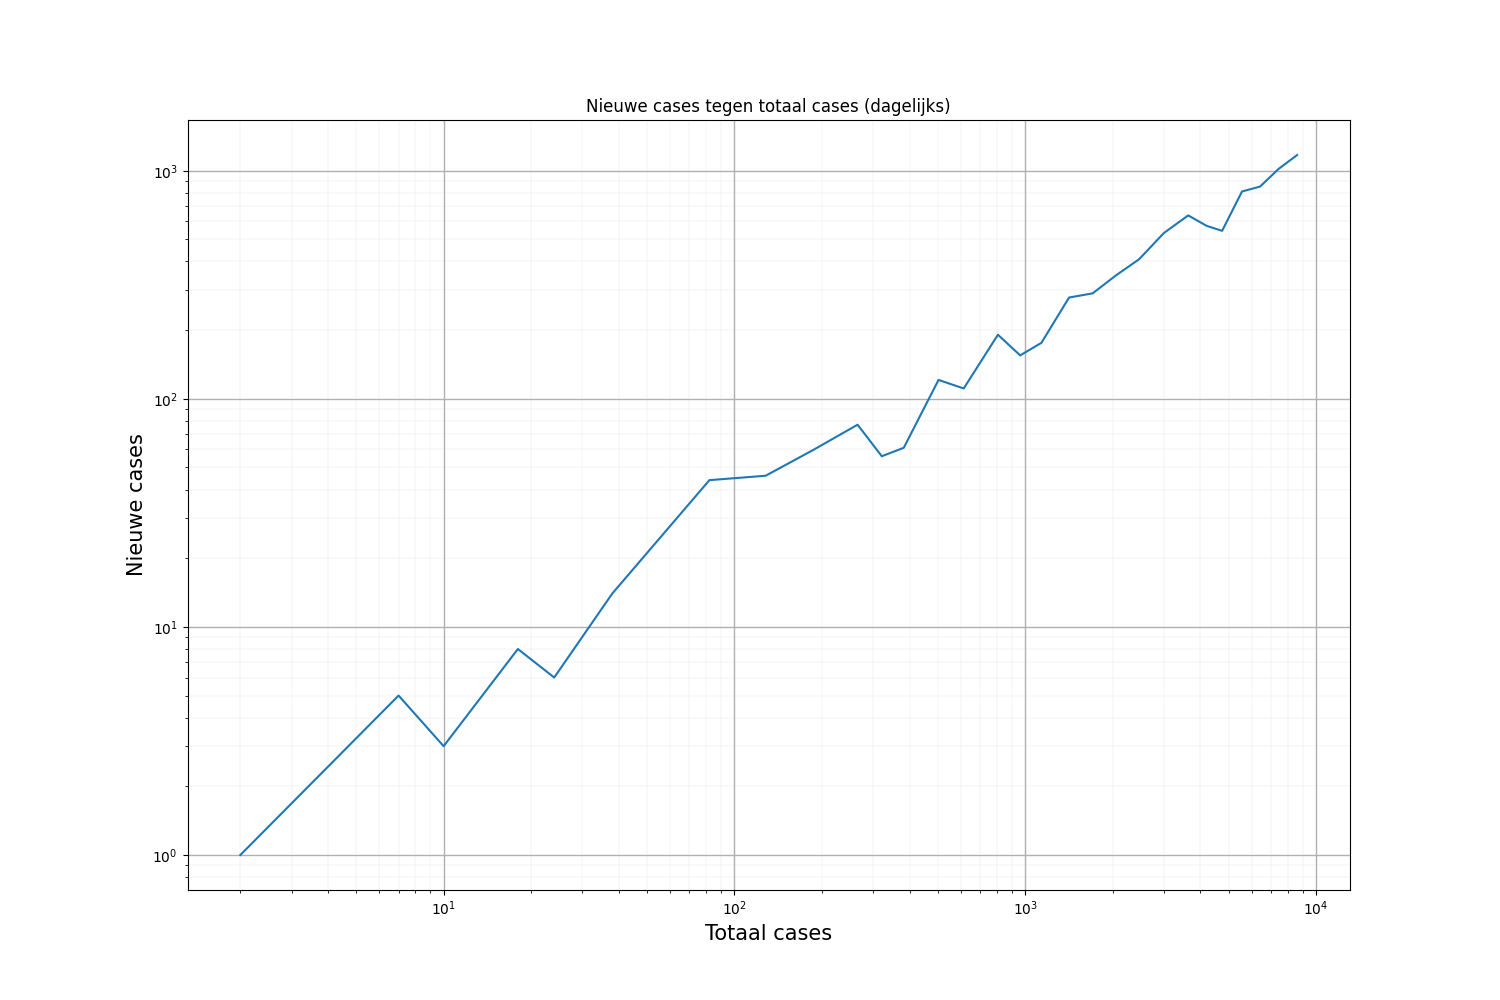 Nieuwe cases tegen totaal cases (dagelijks)
10³
10²
10¹
10⁰
Nieuwe cases
10¹ 10² 10³ 10⁴
Totaal cases